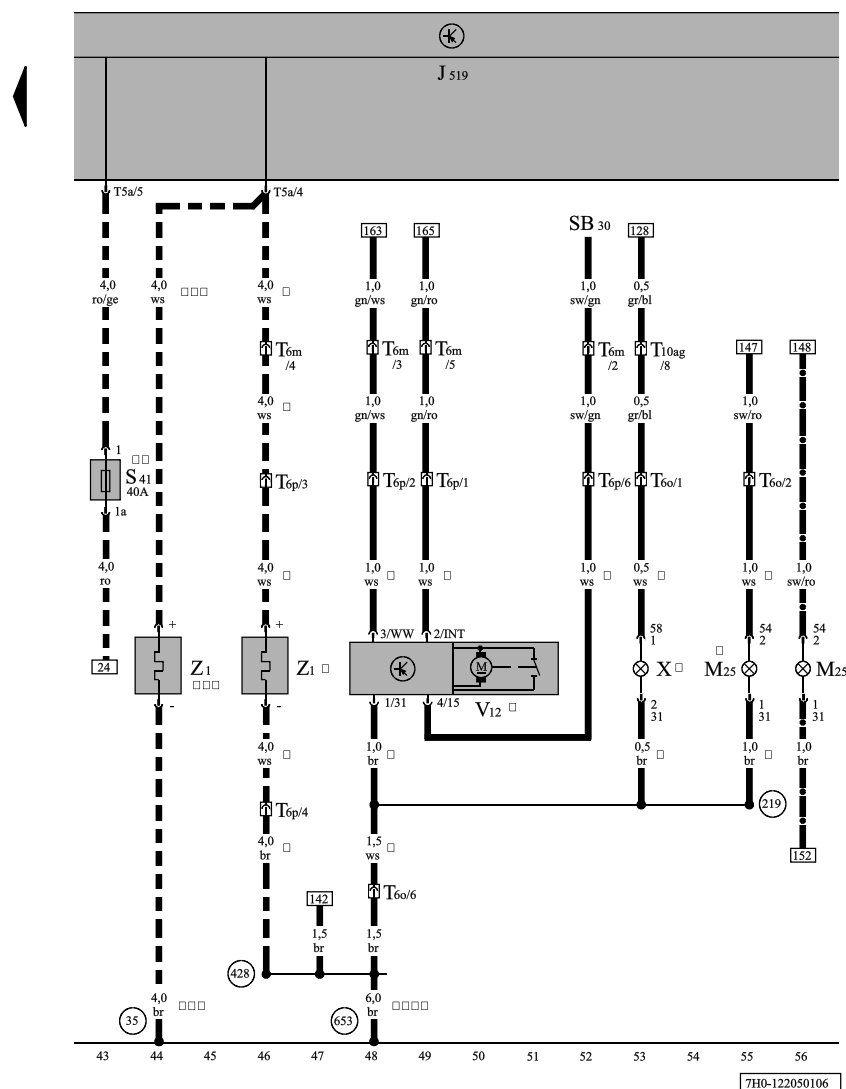 J 519
T5a/5
T5a/4
163
165
SB 30
128
4,0 ro/ge
4,0 ws □□□
4,0 ws □
1,0 gn/ws
1,0 gn/ro
1,0 sw/gn
0,5 gr/bl
T6m/4
T6m/3
T6m/5
T6m/2
T10ag/8
147
148
4,0 ws □
1,0 gn/ws
1,0 gn/ro
1,0 sw/gn
0,5 gr/bl
1,0 sw/ro
1
□□
S 41
40A
1a
T6p/3
T6p/2
T6p/1
T6p/6
T6o/1
T6o/2
4,0 ro
4,0 ws □
1,0 ws □
1,0 ws □
1,0 ws □
0,5 ws □
1,0 ws □
1,0 sw/ro
+
+
3/WW
2/INT
58 1
54 2
54 2
24
Z1 □□□
Z1 □
M
X □
□
M25
M25
-
-
1/31
4/15
V12 □
2 31
1 31
1 31
4,0 ws □
1,0 br □
0,5 br □
1,0 br □
1,0 br
T6p/4
219
4,0 br □
1,5 ws □
152
142
T6o/6
1,5 br
1,5 br
428
4,0 br □□□
6,0 br □□□□
35
653
43 44 45 46 47 48 49 50 51 52 53 54 55 56
7H0-122050106